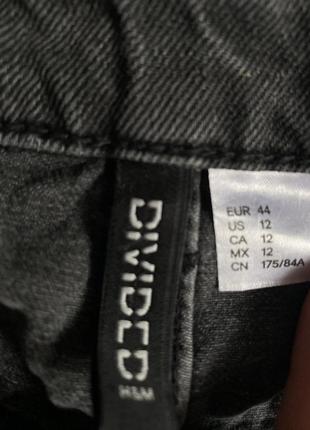 DIVIDED
H&M
EUR 44
US 12
CA 12
MX 12
CN 175/84A